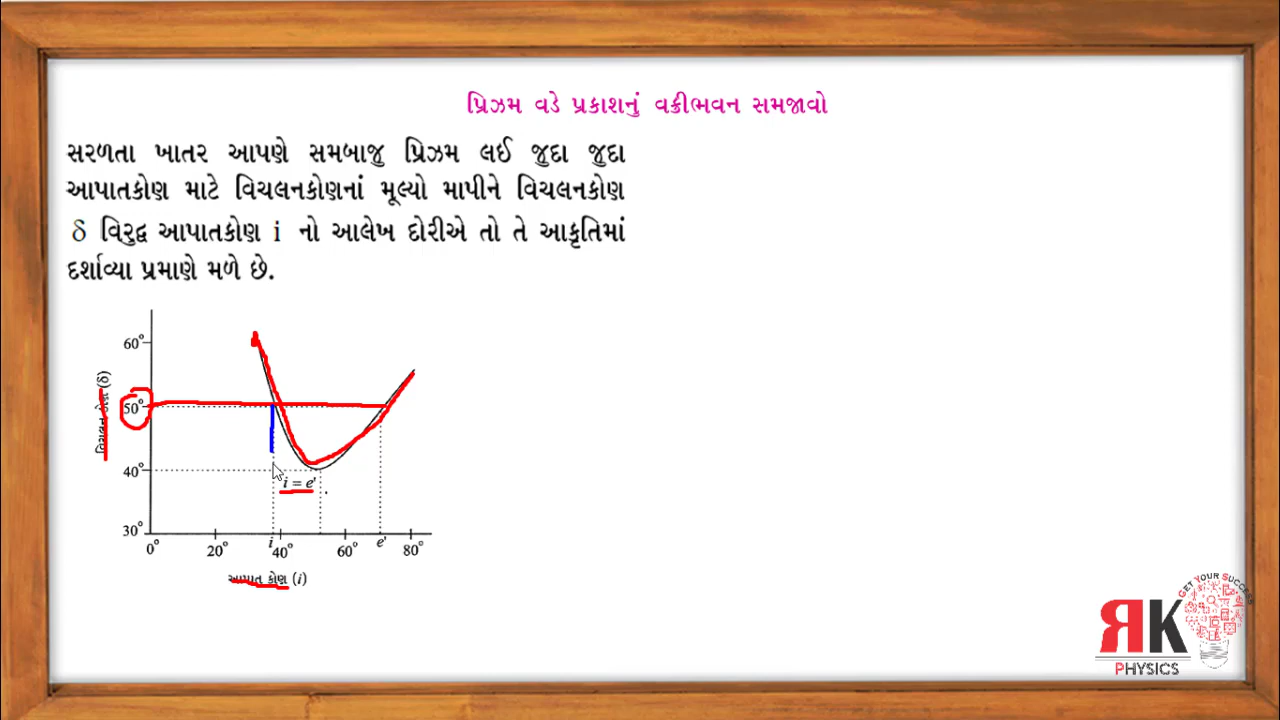 પ્રિઝમ વડે પ્રકાશનું વક્રીભવન સમજાવો
સરળતા ખાતર આપણે સમબાજુ પ્રિઝમ લઈ જુદા જુદા
આપાતકોણ માટે વિચલનકોણનાં મૂલ્યો માપીને વિચલનકોણ
δ વિરુદ્ધ આપાતકોણ i નો આલેખ દોરીએ તો તે આકૃતિમાં
દર્શાવ્યા પ્રમાણે મળે છે.
60°
50°
40°
30°
(δ)
i = e'
0°
20°
i
40°
60°
e'
80°
આપાત કોણ (i)
GET YOUR SUCCESS
RK
PHYSICS